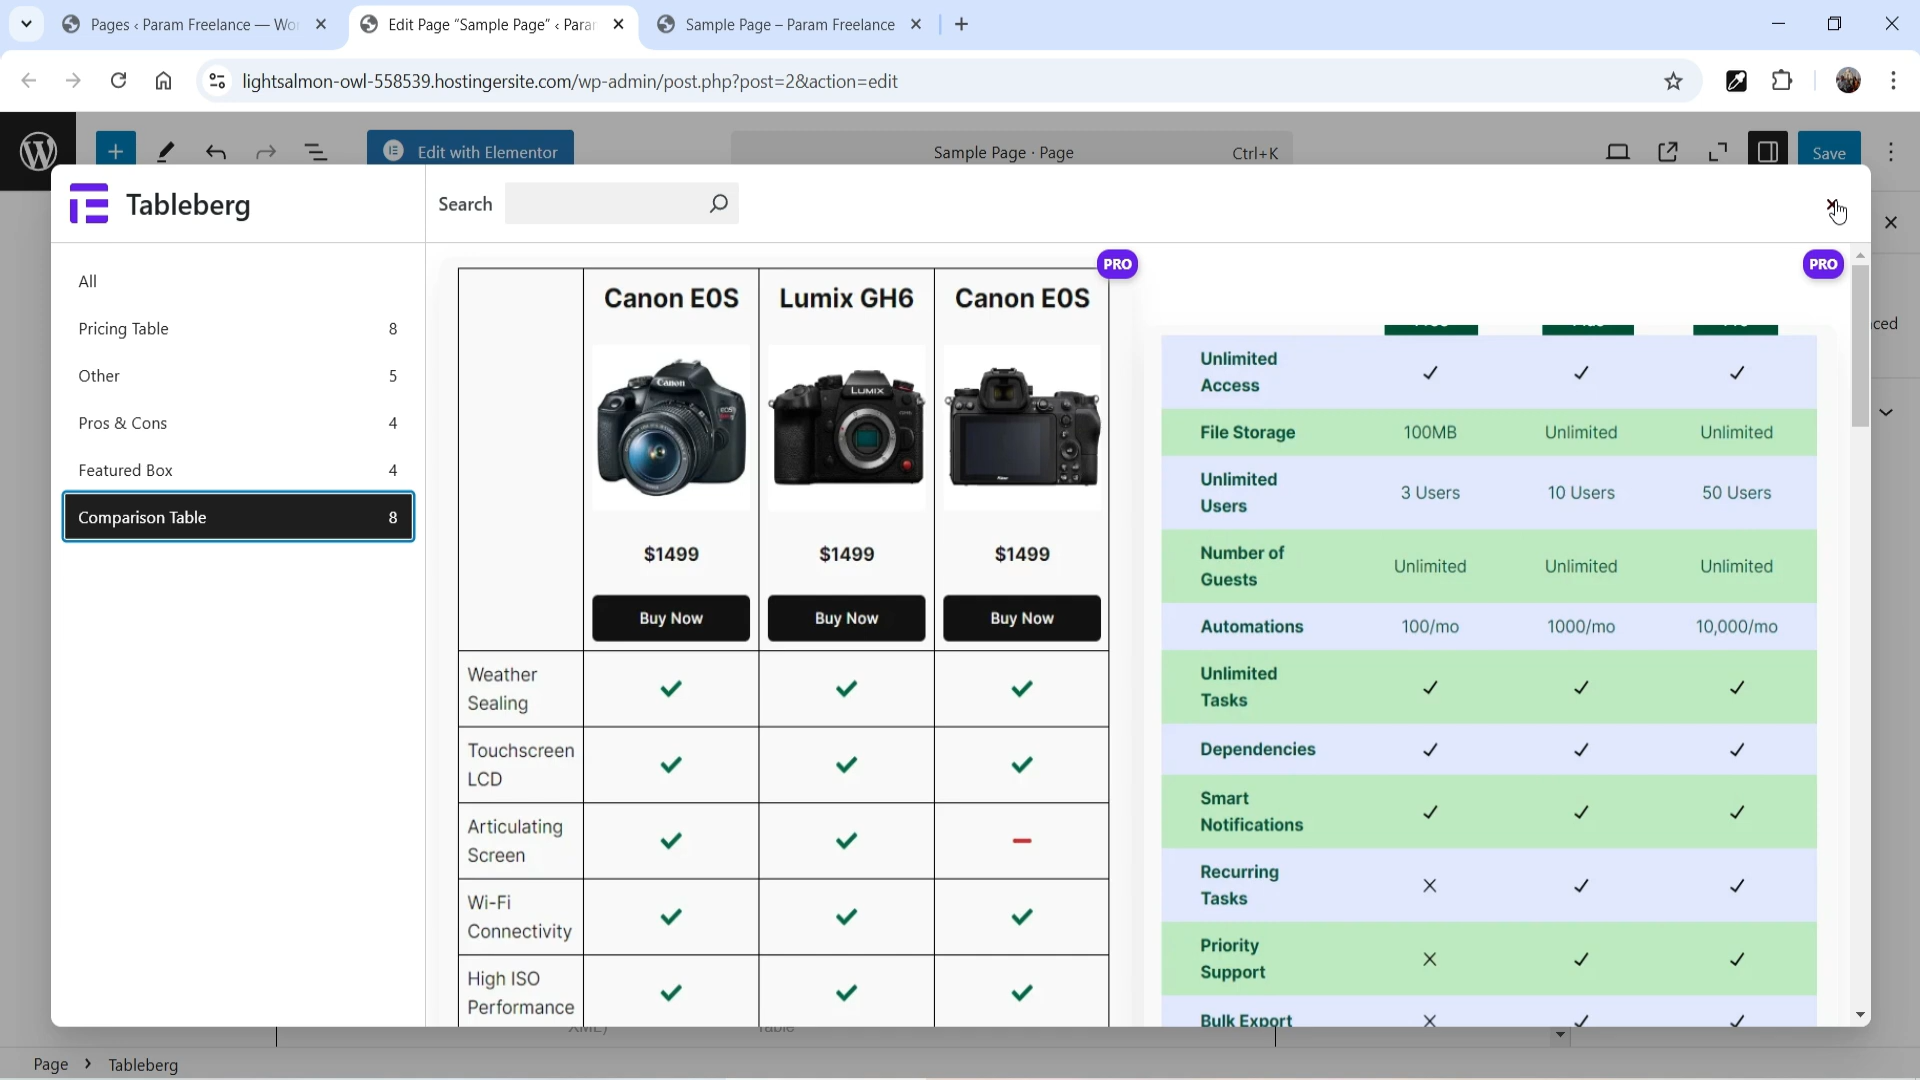 Pages ‹ Param Freelance — Wo
Edit Page “Sample Page” ‹ Para
Sample Page – Param Freelance
lightsalmon-owl-558539.hostingersite.com/wp-admin/post.php?post=2&action=edit
Edit with Elementor
Sample Page · Page
Ctrl+K
Save
Tableberg
Search
All
Pricing Table 8
Other 5
Pros & Cons 4
Featured Box 4
Comparison Table 8
PRO
Canon E0S Lumix GH6 Canon E0S
Canon
EOS
LUMIX
$1499 $1499 $1499
Buy Now Buy Now Buy Now
Weather
Sealing
Touchscreen
LCD
Articulating
Screen
Wi-Fi
Connectivity
High ISO
Performance
PRO
Unlimited
Access
File Storage 100MB Unlimited Unlimited
Unlimited
Users 3 Users 10 Users 50 Users
Number of
Guests Unlimited Unlimited Unlimited
Automations 100/mo 1000/mo 10,000/mo
Unlimited
Tasks
Dependencies
Smart
Notifications
Recurring
Tasks
Priority
Support
Bulk Export
Page
Tableberg